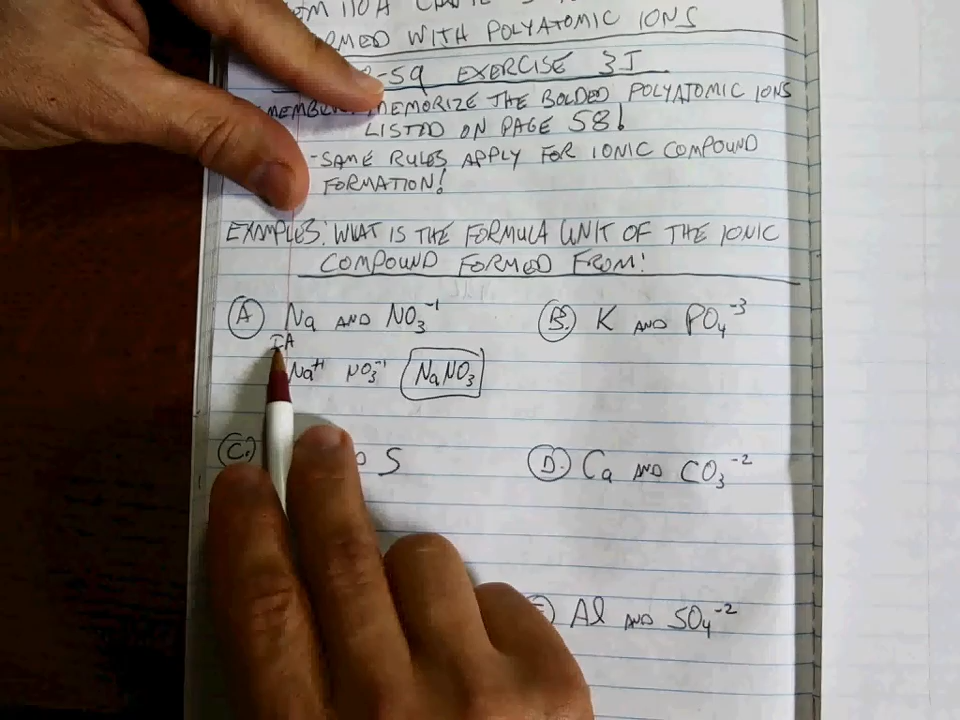 110A
FORMED WITH POLYATOMIC IONS
59 EXERCISE 3J
MEMORIZE THE BOLDED POLYATOMIC IONS
LISTED ON PAGE 58!
-SAME RULES APPLY FOR IONIC COMPOUND
FORMATION!
EXAMPLES: WHAT IS THE FORMULA UNIT OF THE IONIC
COMPOUND FORMED FROM:
A Na AND NO₃⁻¹
B. K AND PO₄⁻³
IA
Na⁺¹ NO₃⁻¹ NaNO₃
C. S
D. Ca AND CO₃⁻²
Al AND SO₄⁻²